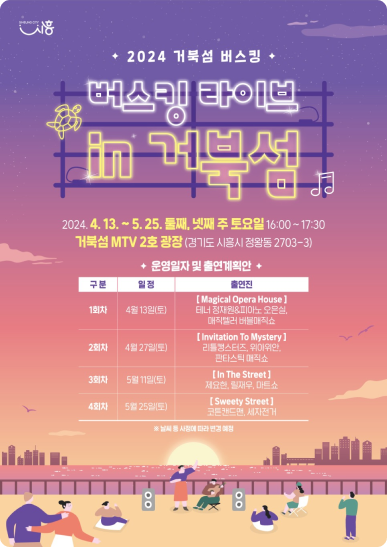 시흥
2024 거북섬 버스킹
버스킹 라이브
in 거북섬
2024. 4. 13. ~ 5. 25. 둘째, 넷째 주 토요일 16:00 ~ 17:30
거북섬 MTV 2호 광장 (경기도 시흥시 정왕동 2703-3)
운영일자 및 출연계획안
구분 일정 출연진
1회차 4월 13일(토) [ Magical Opera House ]
테너 정재원&피아노 오은실,
매직텔러 버블매직쇼
2회차 4월 27일(토) [ Invitation To Mystery ]
리틀갱스터즈, 위아위안,
판타스틱 매직쇼
3회차 5월 11일(토) [ In The Street ]
제요한, 밀재우, 마트쇼
4회차 5월 25일(토) [ Sweety Street ]
코튼캔드맨, 세자전거
※ 날씨 등 사정에 따라 변경 예정